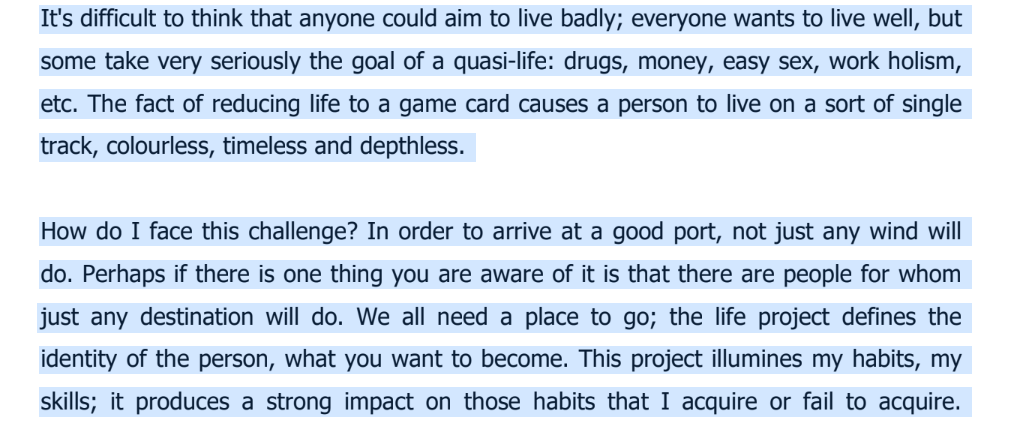 It's difficult to think that anyone could aim to live badly; everyone wants to live well, but
some take very seriously the goal of a quasi-life: drugs, money, easy sex, work holism,
etc. The fact of reducing life to a game card causes a person to live on a sort of single
track, colourless, timeless and depthless.
How do I face this challenge? In order to arrive at a good port, not just any wind will
do. Perhaps if there is one thing you are aware of it is that there are people for whom
just any destination will do. We all need a place to go; the life project defines the
identity of the person, what you want to become. This project illumines my habits, my
skills; it produces a strong impact on those habits that I acquire or fail to acquire.